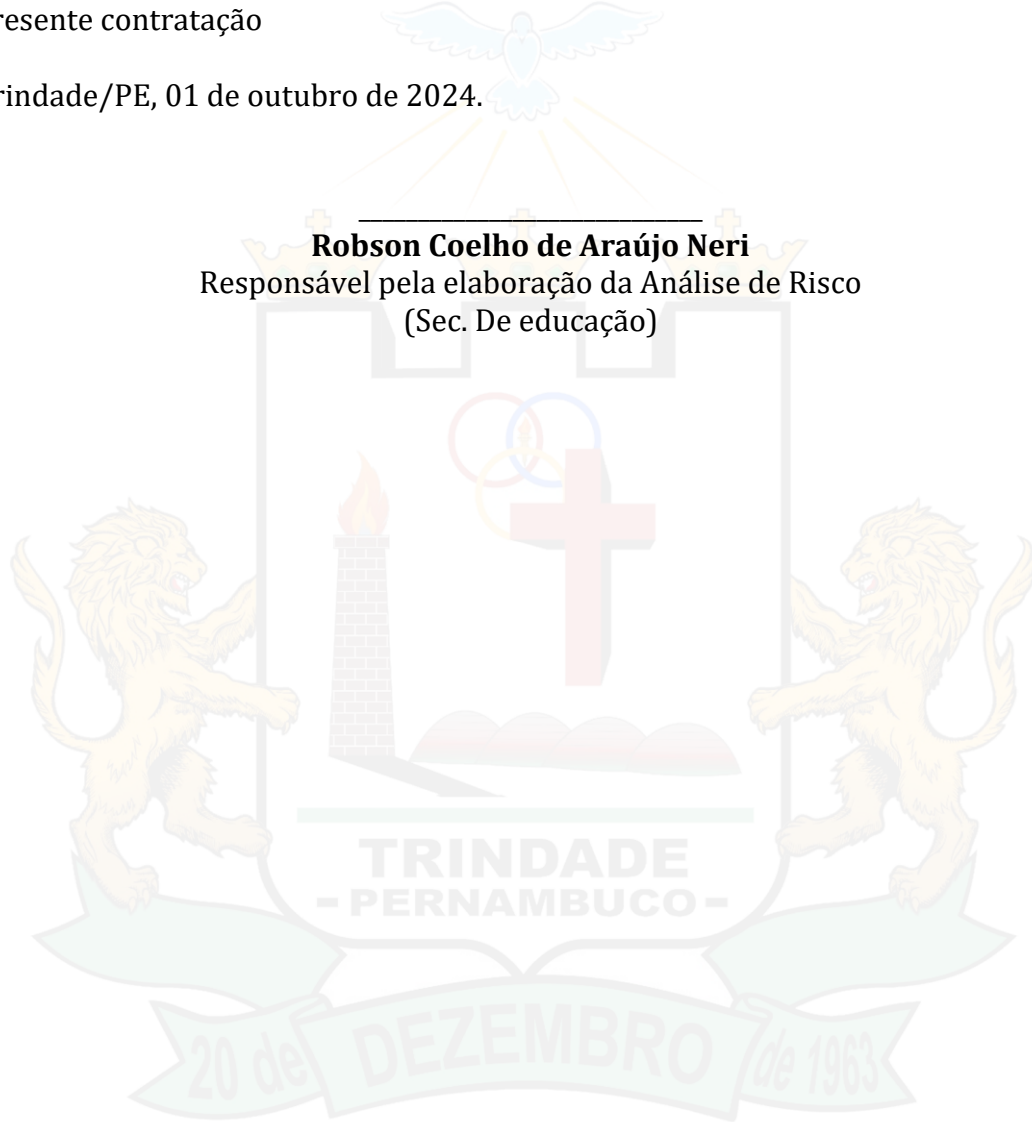 resente contratação
rindade/PE, 01 de outubro de 2024.
Robson Coelho de Araújo Neri
Responsável pela elaboração da Análise de Risco
(Sec. De educação)
TRINDADE
- PERNAMBUCO -
20 de DEZEMBRO de 1963